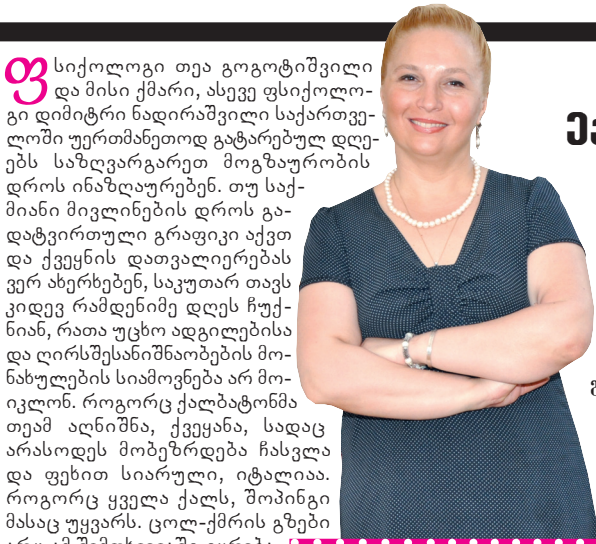 ფსიქოლოგი თეა გოგოტიშვილი
და მისი ქმარი, ასევე ფსიქოლო-
გი დიმიტრი ნადირაშვილი საქართვე-
ლოში უერთმანეთოდ გატარებულ დღე-
ებს საზღვარგარეთ მოგზაურობის
დროს ინაზღაურებენ. თუ საქ-
მიანი მივლინების დროს გა-
დატვირთული გრაფიკი აქვთ
და ქვეყნის დათვალიერებას
ვერ ახერხებენ, საკუთარ თავს
კიდევ რამდენიმე დღეს ჩუქ-
ნიან, რათა უცხო ადგილებისა
და ღირსშესანიშნაობების მო-
ნახულების სიამოვნება არ მო-
იკლონ. როგორც ქალბატონმა
თეამ აღნიშნა, ქვეყანა, სადაც
არასოდეს მობეზრდება ჩასვლა
და ფეხით სიარული, იტალიაა.
როგორც ყველა ქალს, შოპინგი
მასაც უყვარს. ცოლ-ქმრის გზები